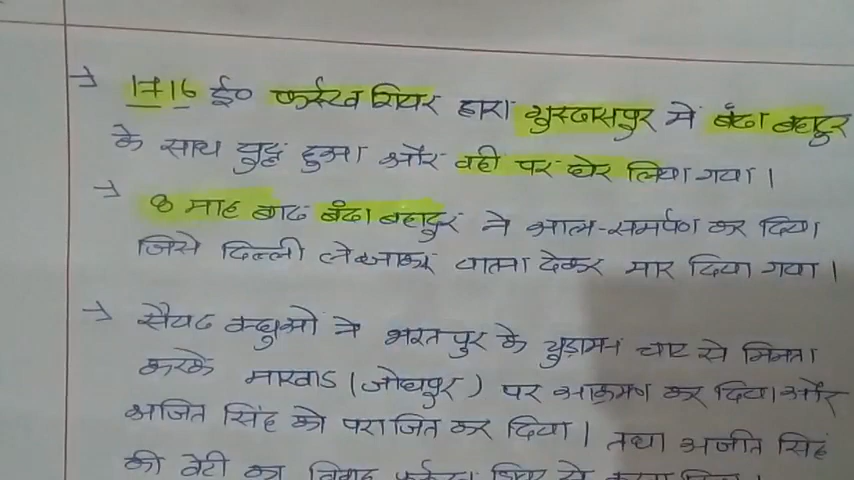 → 1716 ई० फर्रूख शियर द्वारा गुरूदासपुर में बंदा बहादुर
के साथ युद्ध हुआ और वही पर घेर लिया गया।
→ 8 माह बाद बंदा बहादुर ने आत्म-समर्पण कर दिया
जिसे दिल्ली ले जाकर यातना देकर मार दिया गया।
→ सैयद बन्धुओं ने भरतपुर के चुड़ामन जाट से मित्रता
करके मारवाड (जोधपुर) पर आक्रमण कर दिया और
अजित सिंह को पराजित कर दिया। तथा अजीत सिंह
की बेटी का विवाह